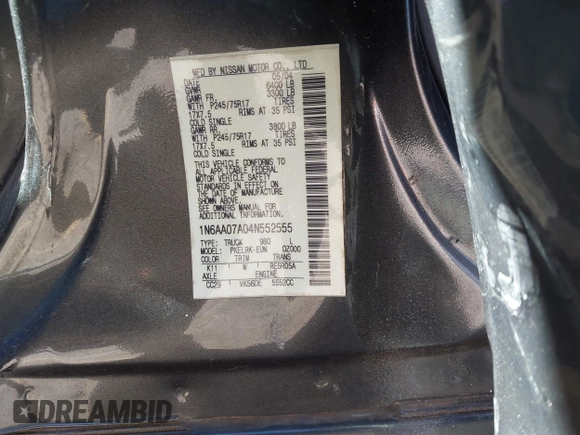 MFD BY NISSAN MOTOR CO., LTD
DATE 05/04
GVWR 6400 LB
GAWR FR 3300 LB
WITH P245/75R17 TIRES
17X7.5 RIMS AT 35 PSI
COLD SINGLE
GAWR RR 3800 LB
WITH P245/75R17 TIRES
17X7.5 RIMS AT 35 PSI
COLD SINGLE
THIS VEHICLE CONFORMS TO
ALL APPLICABLE FEDERAL
MOTOR VEHICLE SAFETY
STANDARDS IN EFFECT ON
THE DATE OF MANUFACTURE
SHOWN ABOVE.
SEE OWNERS MANUAL FOR
ADDITIONAL INFORMATION.
1N6AA07A04N552555
TYPE: TRUCK 980 L
MODEL: PKELRK-EUN 0Z000
COLOR TRIM TRANS
K11 W RE5R05A
AXLE ENGINE
CC29 VK56DE 5552CC
DREAMBID